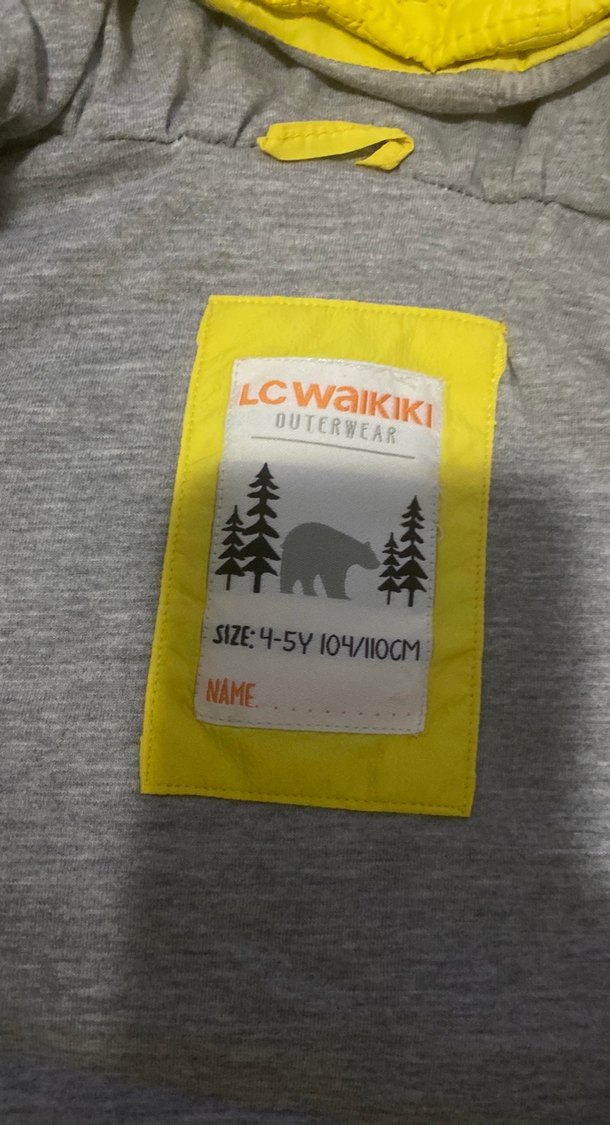 LC WAIKIKI
OUTERWEAR
SIZE: 4-5Y 104/110CM
NAME...........